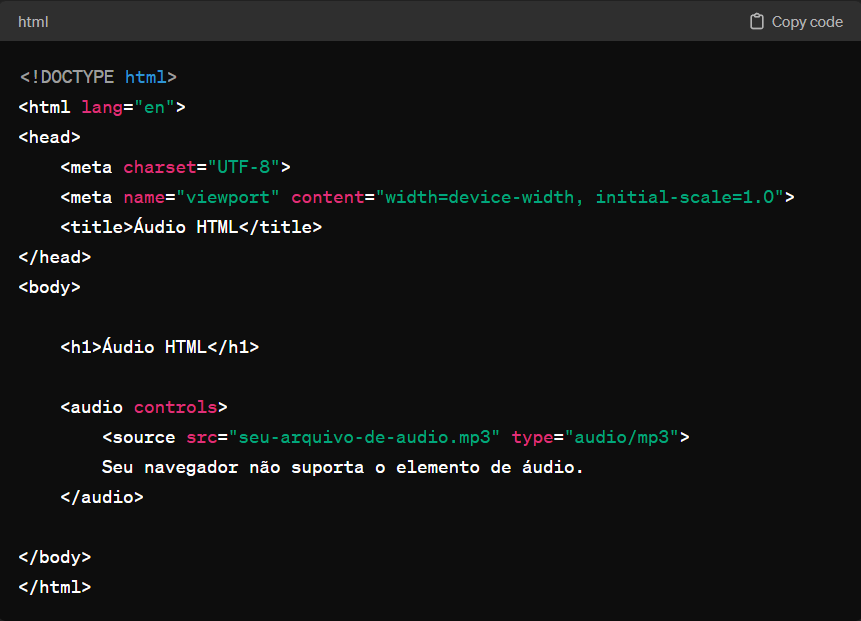 html
Copy code
<!DOCTYPE html>
<html lang="en">
<head>
    <meta charset="UTF-8">
    <meta name="viewport" content="width=device-width, initial-scale=1.0">
    <title>Áudio HTML</title>
</head>
<body>

    <h1>Áudio HTML</h1>

    <audio controls>
        <source src="seu-arquivo-de-audio.mp3" type="audio/mp3">
        Seu navegador não suporta o elemento de áudio.
    </audio>

</body>
</html>